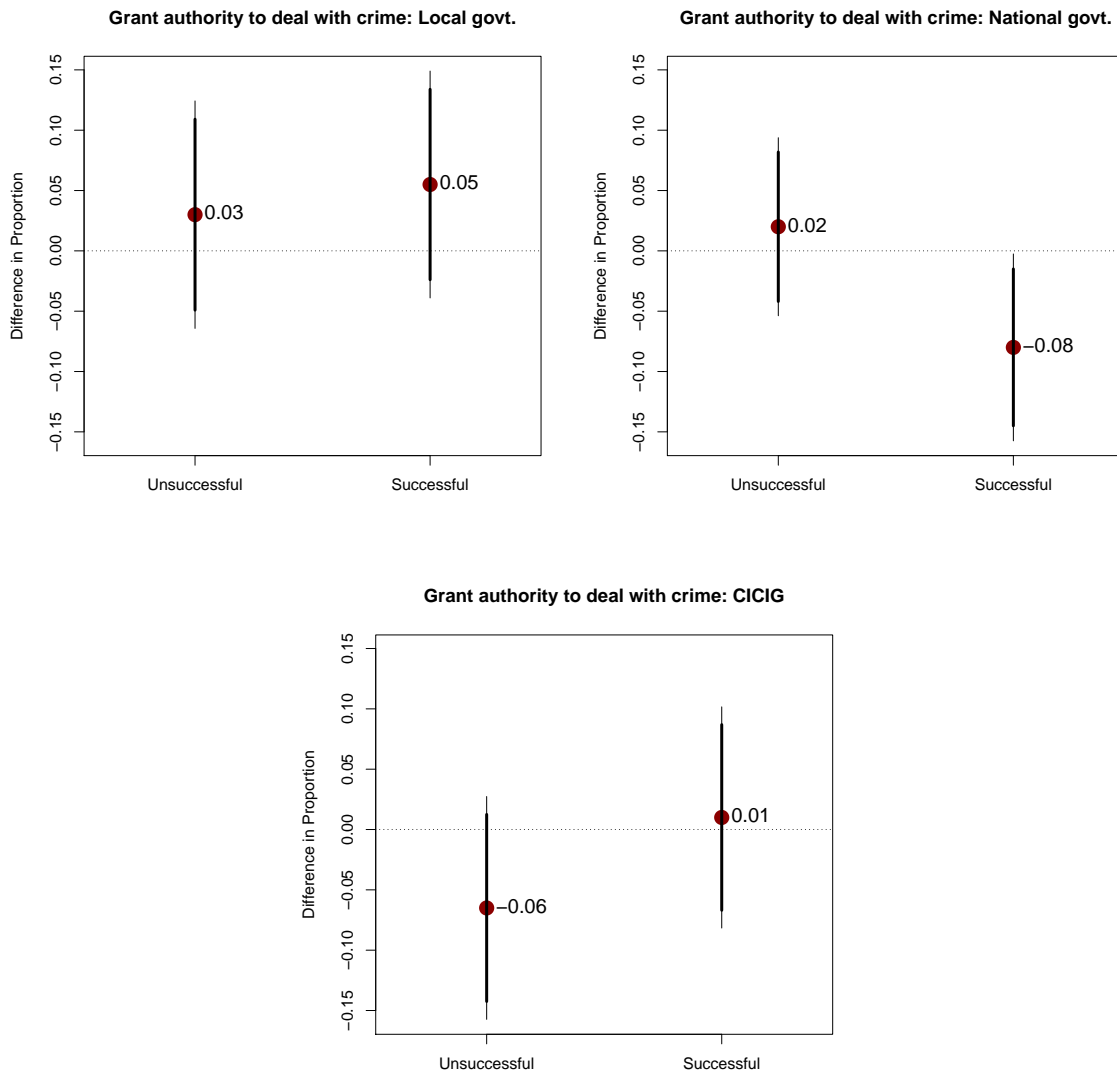 Grant authority to deal with crime: Local govt.
Difference in Proportion
0.15
0.10
0.05
0.00
−0.05
−0.10
−0.15
0.03
0.05
Unsuccessful
Successful
Grant authority to deal with crime: National govt.
Difference in Proportion
0.15
0.10
0.05
0.00
−0.05
−0.10
−0.15
0.02
−0.08
Unsuccessful
Successful
Grant authority to deal with crime: CICIG
Difference in Proportion
0.15
0.10
0.05
0.00
−0.05
−0.10
−0.15
−0.06
0.01
Unsuccessful
Successful